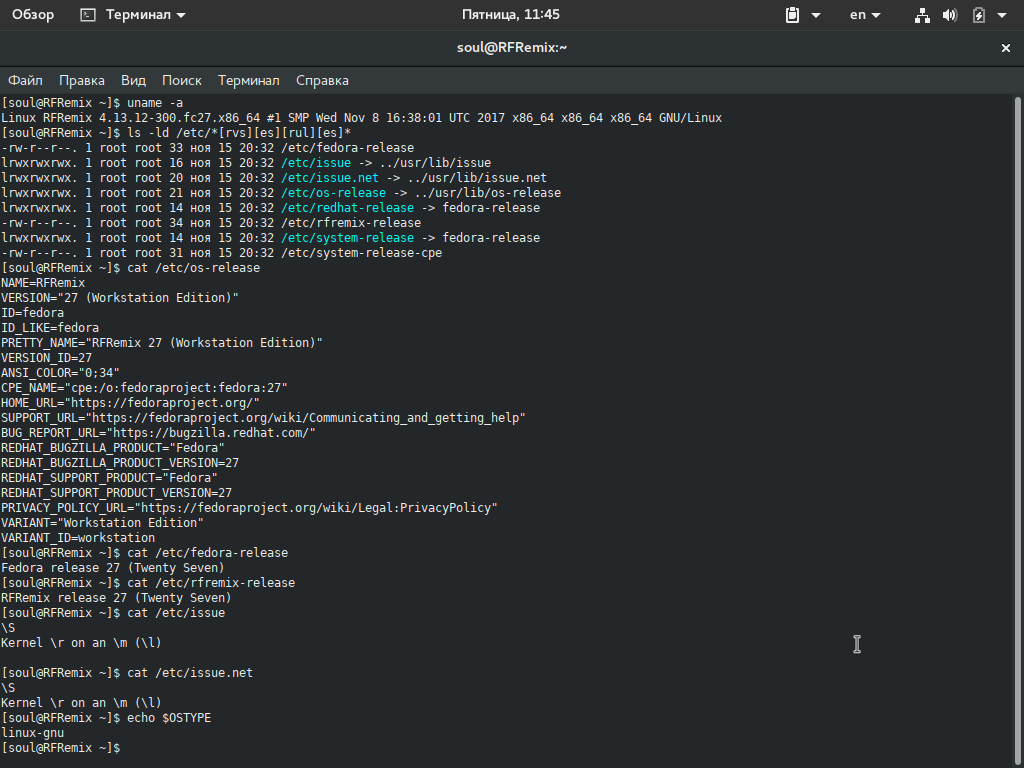 Обзор Терминал Пятница, 11:45 en
soul@RFRemix:~ ×
Файл Правка Вид Поиск Терминал Справка
[soul@RFRemix ~]$ uname -a
Linux RFRemix 4.13.12-300.fc27.x86_64 #1 SMP Wed Nov 8 16:38:01 UTC 2017 x86_64 x86_64 x86_64 GNU/Linux
[soul@RFRemix ~]$ ls -ld /etc/*[rvs][es][rul][es]*
-rw-r--r--. 1 root root 33 ноя 15 20:32 /etc/fedora-release
lrwxrwxrwx. 1 root root 16 ноя 15 20:32 /etc/issue -> ../usr/lib/issue
lrwxrwxrwx. 1 root root 20 ноя 15 20:32 /etc/issue.net -> ../usr/lib/issue.net
lrwxrwxrwx. 1 root root 21 ноя 15 20:32 /etc/os-release -> ../usr/lib/os-release
lrwxrwxrwx. 1 root root 14 ноя 15 20:32 /etc/redhat-release -> fedora-release
-rw-r--r--. 1 root root 34 ноя 15 20:32 /etc/rfremix-release
lrwxrwxrwx. 1 root root 14 ноя 15 20:32 /etc/system-release -> fedora-release
-rw-r--r--. 1 root root 31 ноя 15 20:32 /etc/system-release-cpe
[soul@RFRemix ~]$ cat /etc/os-release
NAME=RFRemix
VERSION="27 (Workstation Edition)"
ID=fedora
ID_LIKE=fedora
PRETTY_NAME="RFRemix 27 (Workstation Edition)"
VERSION_ID=27
ANSI_COLOR="0;34"
CPE_NAME="cpe:/o:fedoraproject:fedora:27"
HOME_URL="https://fedoraproject.org/"
SUPPORT_URL="https://fedoraproject.org/wiki/Communicating_and_getting_help"
BUG_REPORT_URL="https://bugzilla.redhat.com/"
REDHAT_BUGZILLA_PRODUCT="Fedora"
REDHAT_BUGZILLA_PRODUCT_VERSION=27
REDHAT_SUPPORT_PRODUCT="Fedora"
REDHAT_SUPPORT_PRODUCT_VERSION=27
PRIVACY_POLICY_URL="https://fedoraproject.org/wiki/Legal:PrivacyPolicy"
VARIANT="Workstation Edition"
VARIANT_ID=workstation
[soul@RFRemix ~]$ cat /etc/fedora-release
Fedora release 27 (Twenty Seven)
[soul@RFRemix ~]$ cat /etc/rfremix-release
RFRemix release 27 (Twenty Seven)
[soul@RFRemix ~]$ cat /etc/issue
\S
Kernel \r on an \m (\l)
[soul@RFRemix ~]$ cat /etc/issue.net
\S
Kernel \r on an \m (\l)
[soul@RFRemix ~]$ echo $OSTYPE
linux-gnu
[soul@RFRemix ~]$